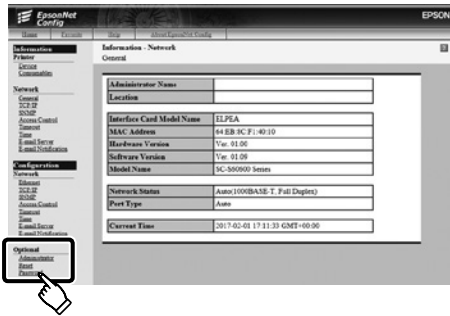 EpsonNet
Config
EPSON
Home
Favorite
Help
About EpsonNet Config
Information
Printer
Device
Consumables
Network
General
TCP/IP
SNMP
Access Control
Timeout
Time
E-mail Server
E-mail Notification
Configuration
Network
Ethernet
TCP/IP
SNMP
Access Control
Timeout
Time
E-mail Server
E-mail Notification
Optional
Administrator
Reset
Password
Information - Network
?
General
Administrator Name
Location
Interface Card Model Name ELPEA
MAC Address 64:EB:8C:F1:40:10
Hardware Version Ver. 01.00
Software Version Ver. 01.09
Model Name SC-S60600 Series
Network Status Auto(1000BASE-T, Full Duplex)
Port Type Auto
Current Time 2017-02-01 17:11:33 GMT+00:00